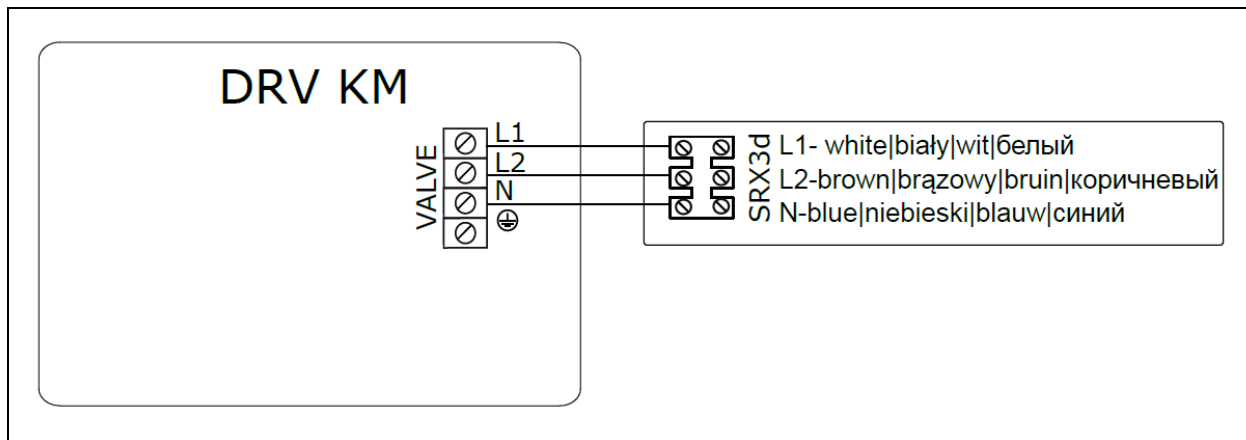 DRV KM
VALVE
L1
L2
N
SRX3d
L1- white|biały|wit|белый
L2-brown|brązowy|bruin|коричневый
N-blue|niebieski|blauw|синий